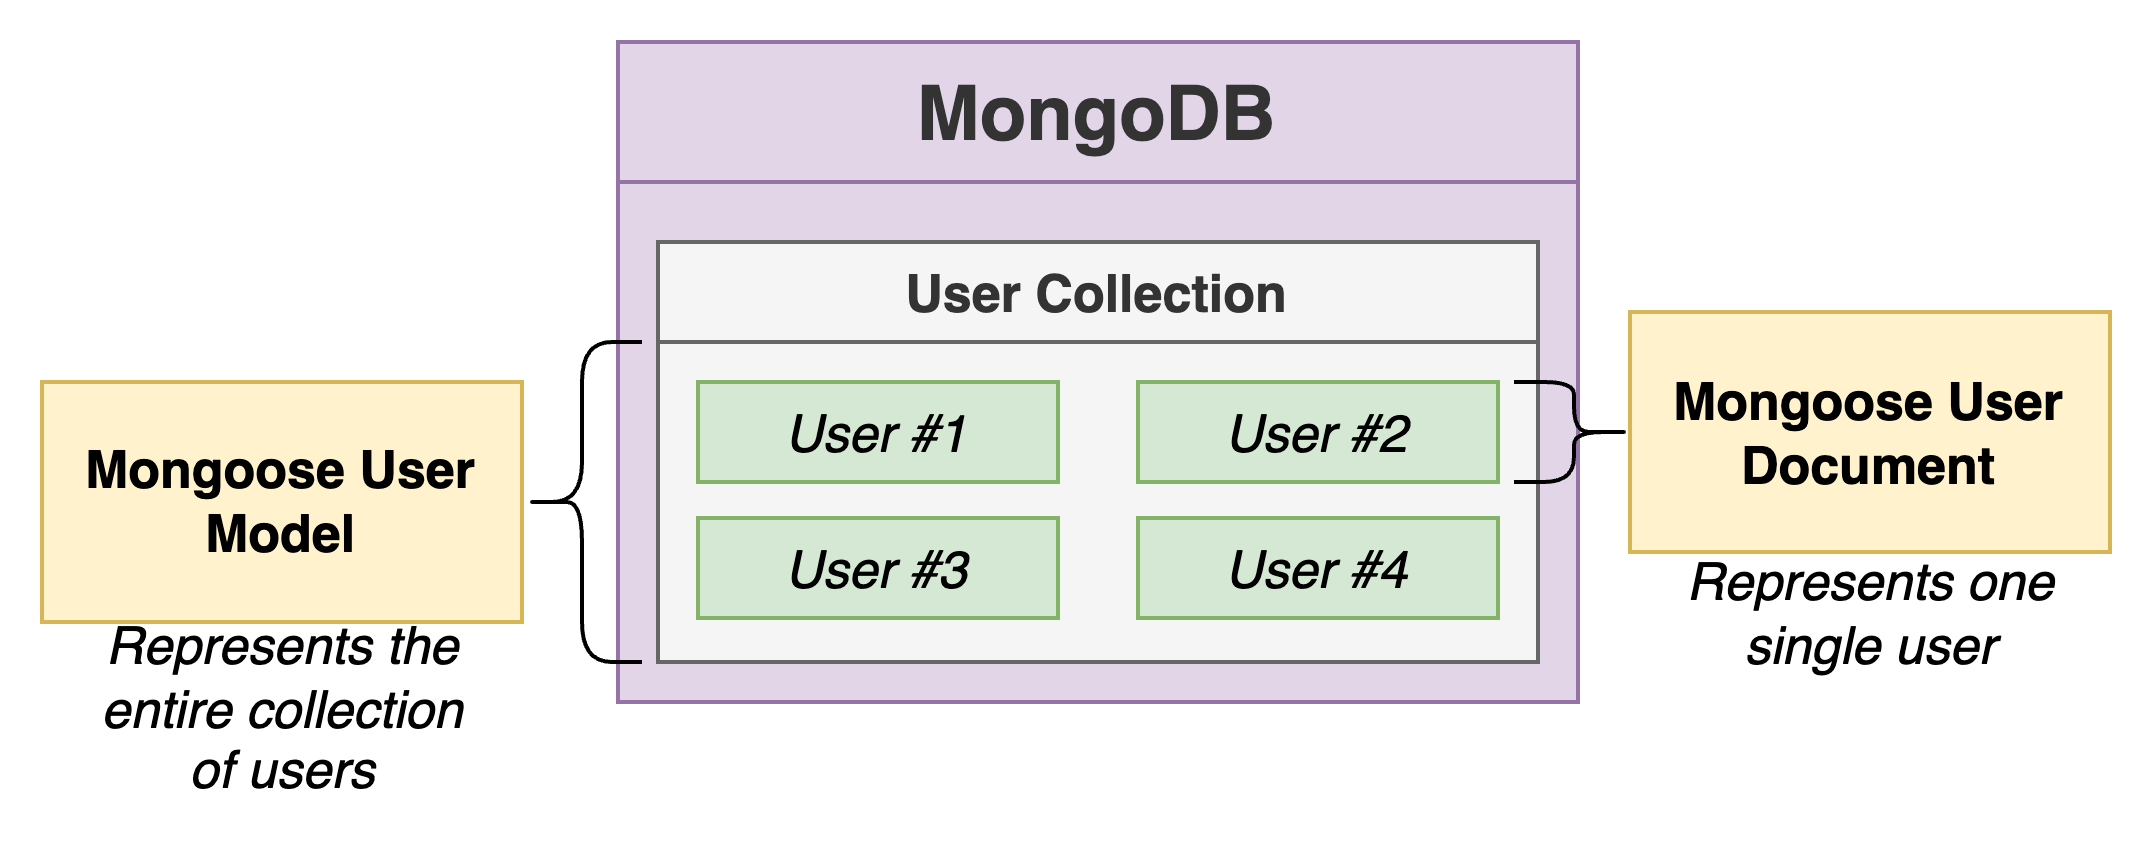 MongoDB
User Collection
User #1
User #2
User #3
User #4
Mongoose User
Model
Represents the
entire collection
of users
Mongoose User
Document
Represents one
single user